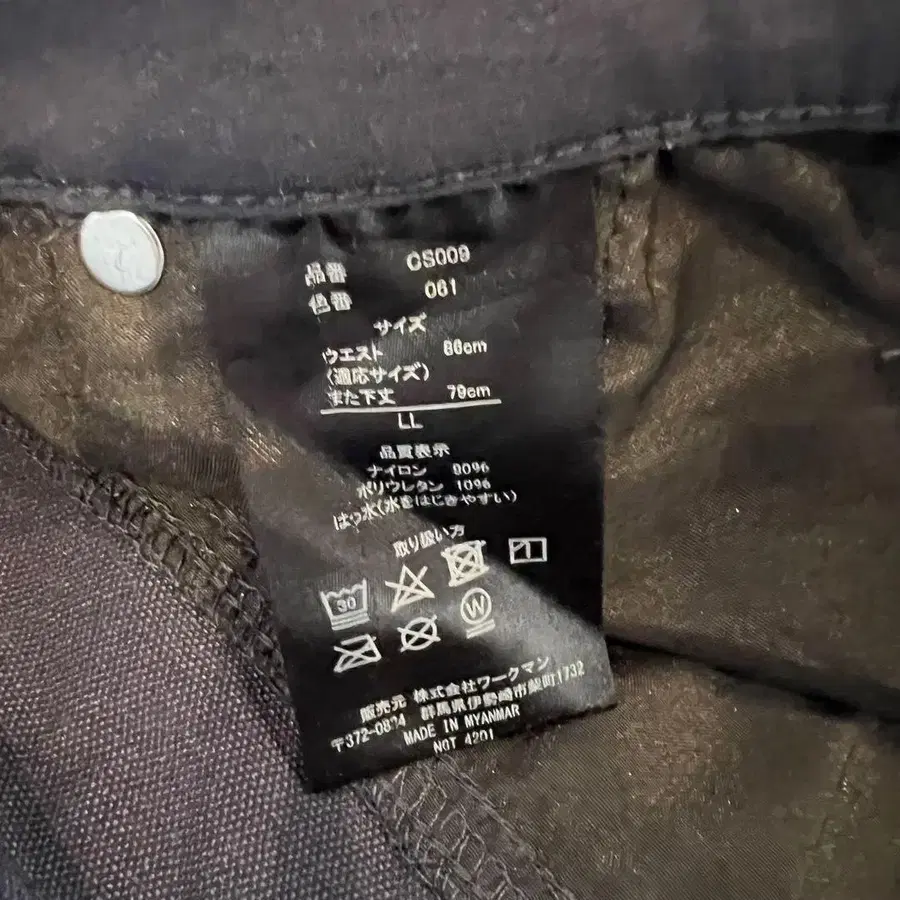 品番 CS009
色番 061
サイズ
ウエスト 86cm
(適応サイズ)
また下丈 79cm
LL
品質表示
ナイロン 90%
ポリウレタン 10%
はっ水(水をはじきやすい)
取り扱い方
30
W
販売元 株式会社ワークマン
群馬県伊勢崎市柴町1732
〒372-0824
MADE IN MYANMAR
NGT 4201